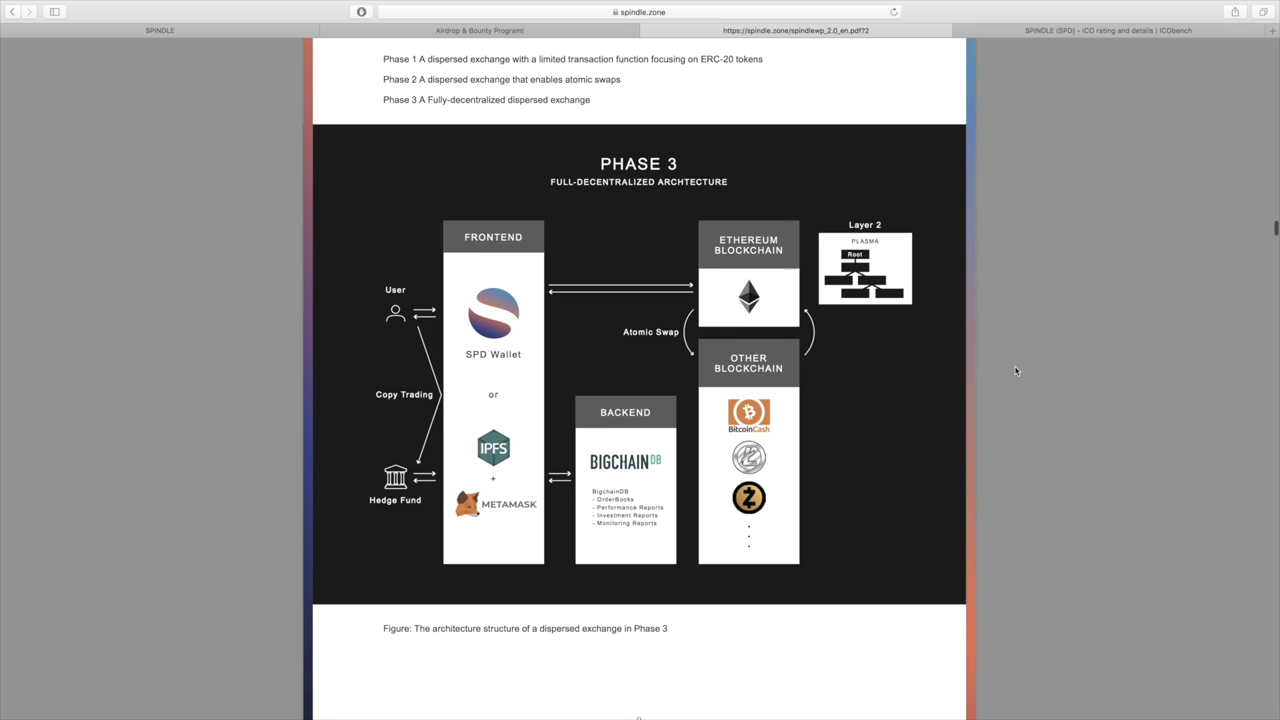 spindle.zone
SPINDLE
Airdrop & Bounty Program!
https://spindle.zone/spindlewp_2.0_en.pdf?2
SPINDLE (SPD) – ICO rating and details | ICObench
Phase 1 A dispersed exchange with a limited transaction function focusing on ERC-20 tokens
Phase 2 A dispersed exchange that enables atomic swaps
Phase 3 A Fully-decentralized dispersed exchange
PHASE 3
FULL-DECENTRALIZED ARCHTECTURE
FRONTEND
User
SPD Wallet
or
Copy Trading
IPFS
+
METAMASK
Hedge Fund
BACKEND
BIGCHAINDB
BigchainDB
- OrderBooks
- Performance Reports
- Investment Reports
- Monitoring Reports
ETHEREUM
BLOCKCHAIN
Atomic Swap
OTHER
BLOCKCHAIN
BitcoinCash
Layer 2
PLASMA
Root
Figure: The architecture structure of a dispersed exchange in Phase 3